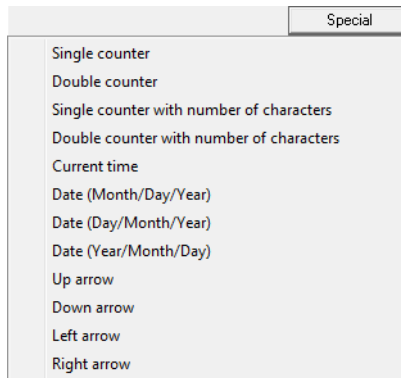 Special
Single counter
Double counter
Single counter with number of characters
Double counter with number of characters
Current time
Date (Month/Day/Year)
Date (Day/Month/Year)
Date (Year/Month/Day)
Up arrow
Down arrow
Left arrow
Right arrow